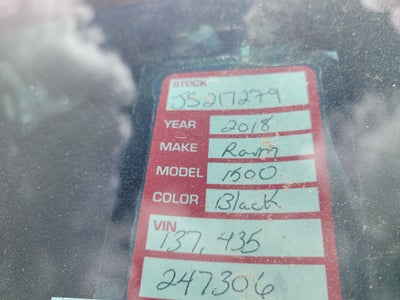 STOCK
JS217279
YEAR 2018
MAKE Ram
MODEL 1500
COLOR Black
VIN
137,435
247306